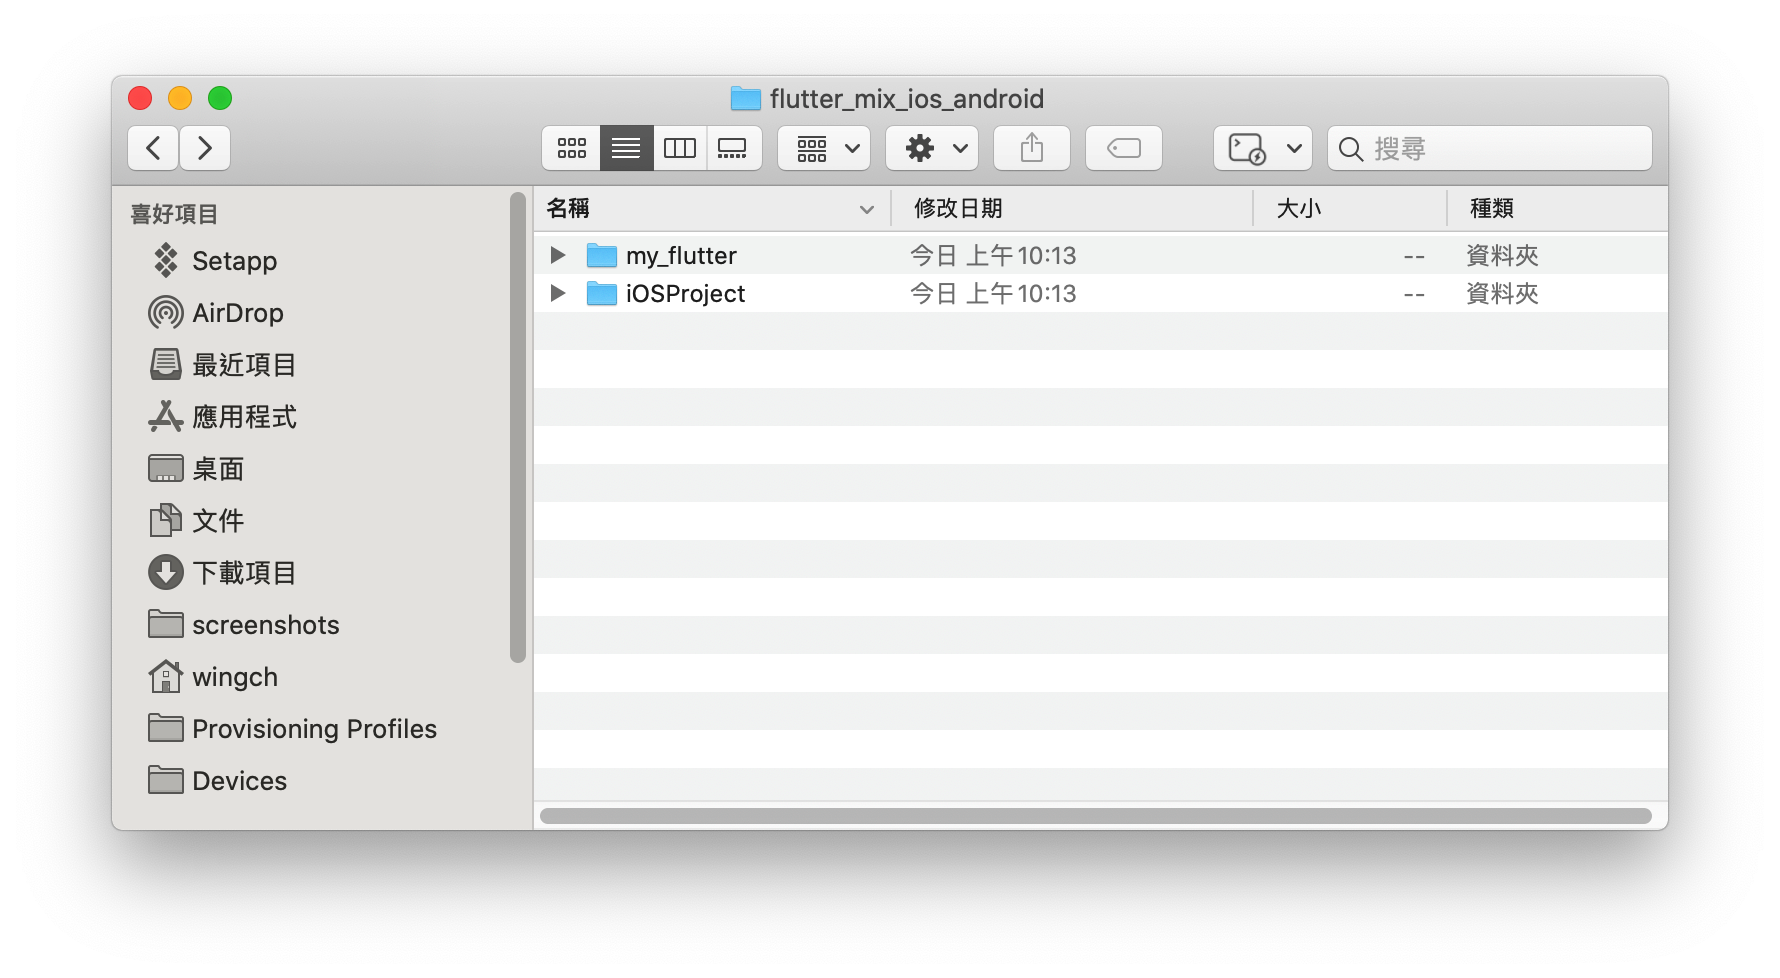 flutter_mix_ios_android
搜尋
喜好項目
Setapp
AirDrop
最近項目
應用程式
桌面
文件
下載項目
screenshots
wingch
Provisioning Profiles
Devices
名稱 修改日期 大小 種類
my_flutter 今日 上午10:13 -- 資料夾
iOSProject 今日 上午10:13 -- 資料夾